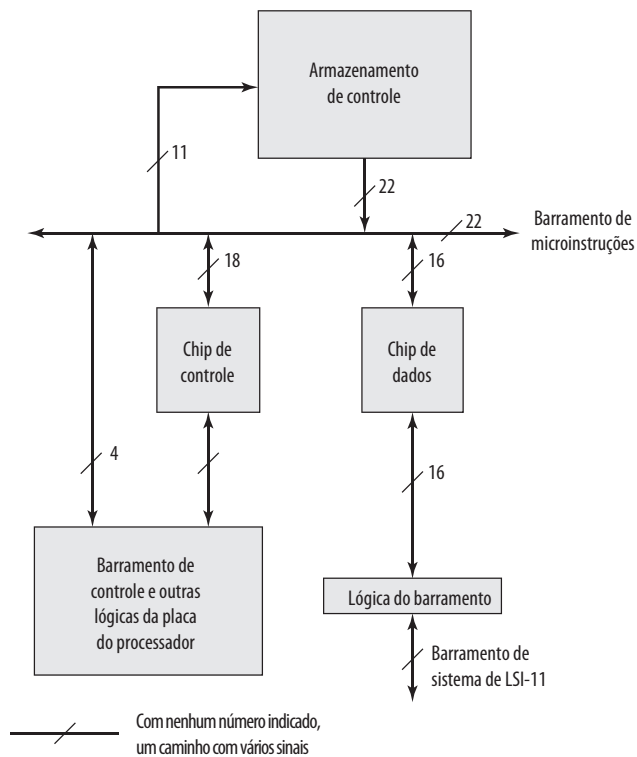 Armazenamento
de controle
11
22
22
Barramento de
microinstruções
18
16
Chip de
controle
Chip de
dados
4
16
Barramento de
controle e outras
lógicas da placa
do processador
Lógica do barramento
Barramento de
sistema de LSI-11
Com nenhum número indicado,
um caminho com vários sinais